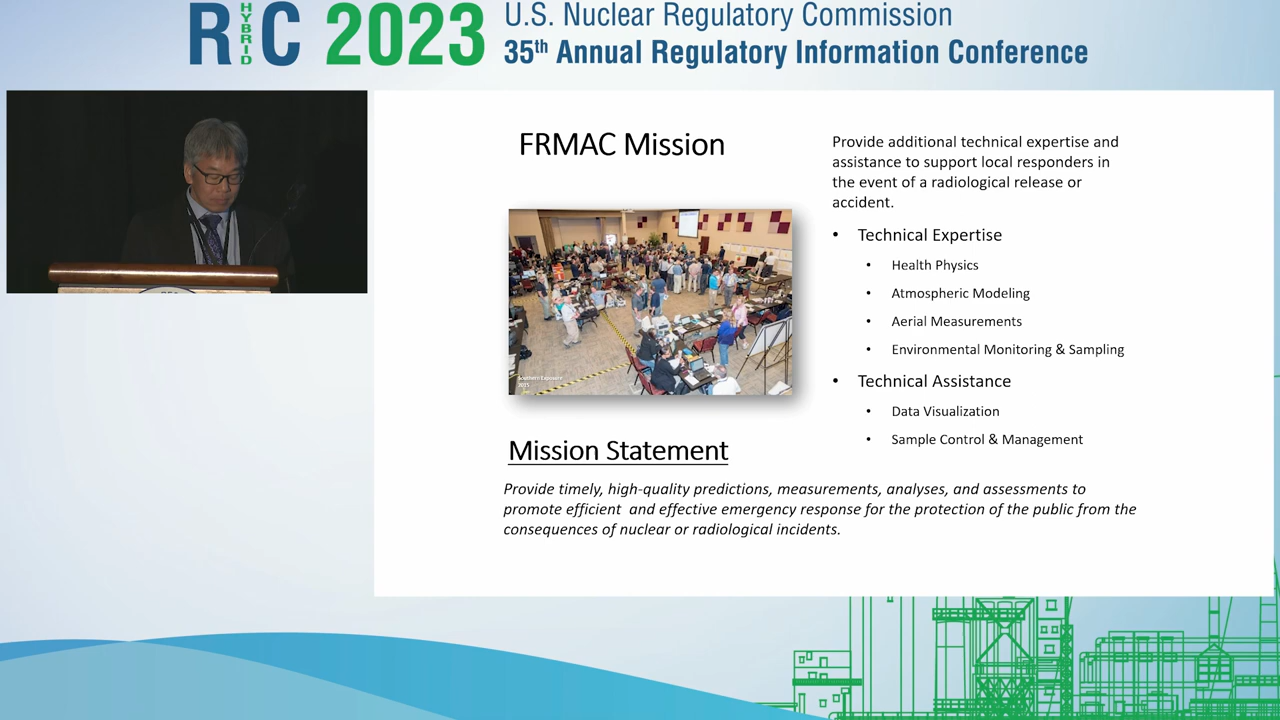 RIC 2023
HYBRID
U.S. Nuclear Regulatory Commission
35th Annual Regulatory Information Conference
FRMAC Mission
Provide additional technical expertise and
assistance to support local responders in
the event of a radiological release or
accident.
• Technical Expertise
• Health Physics
• Atmospheric Modeling
• Aerial Measurements
• Environmental Monitoring & Sampling
• Technical Assistance
• Data Visualization
• Sample Control & Management
Southern Exposure
2015
Mission Statement
Provide timely, high-quality predictions, measurements, analyses, and assessments to
promote efficient  and effective emergency response for the protection of the public from the
consequences of nuclear or radiological incidents.